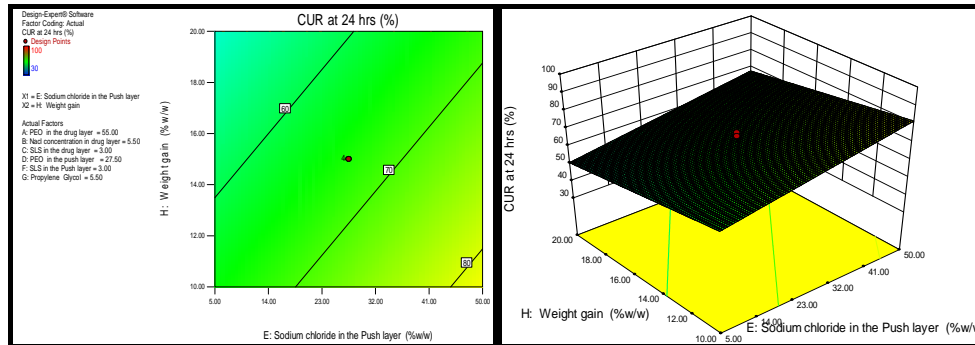 Design-Expert® Software
Factor Coding: Actual
CUR at 24 hrs (%)
Design Points
100
30
X1 = E: Sodium chloride in the Push layer
X2 = H: Weight gain
Actual Factors
A: PEO in the drug layer = 55.00
B: Nacl concentration in drug layer = 5.50
C: SLS in the drug layer = 3.00
D: PEO in the push layer = 27.50
F: SLS in the Push layer = 3.00
G: Propylene Glycol = 5.50
CUR at 24 hrs (%)
H: Weight gain (%w/w)
20.00
18.00
16.00
14.00
12.00
10.00
5.00
14.00
23.00
32.00
41.00
50.00
E: Sodium chloride in the Push layer (%w/w)
60
70
80
CUR at 24 hrs (%)
100
90
80
70
60
50
40
30
20.00
18.00
16.00
14.00
12.00
10.00
5.00
14.00
23.00
32.00
41.00
50.00
H: Weight gain (%w/w)
E: Sodium chloride in the Push layer (%w/w